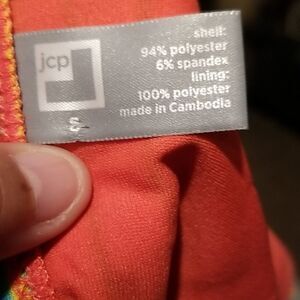 jcp
S
shell:
94% polyester
6% spandex
lining:
100% polyester
made in Cambodia